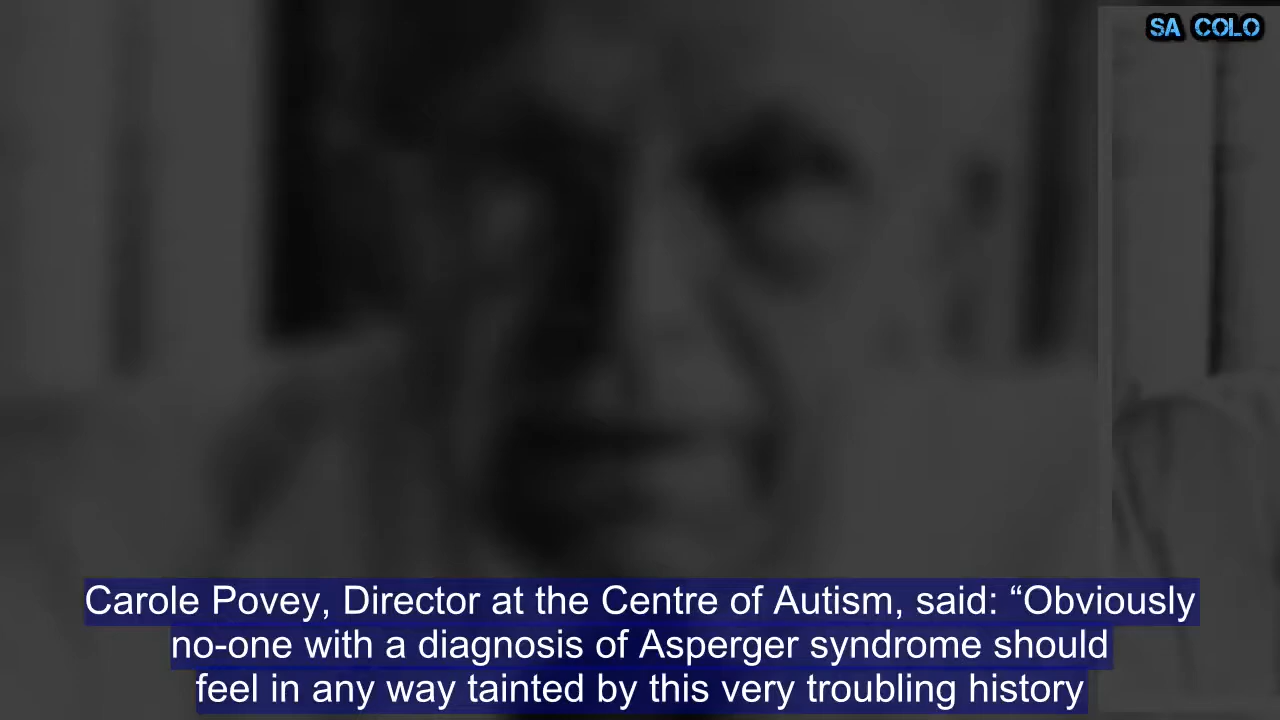 SA COLO
Carole Povey, Director at the Centre of Autism, said: “Obviously
no-one with a diagnosis of Asperger syndrome should
feel in any way tainted by this very troubling history